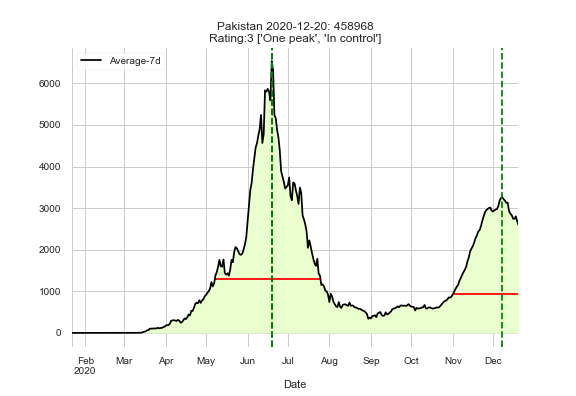 Pakistan 2020-12-20: 458968
Rating:3 ['One peak', 'In control']
Average-7d
6000
5000
4000
3000
2000
1000
0
Feb Mar Apr May Jun Jul Aug Sep Oct Nov Dec
2020
Date